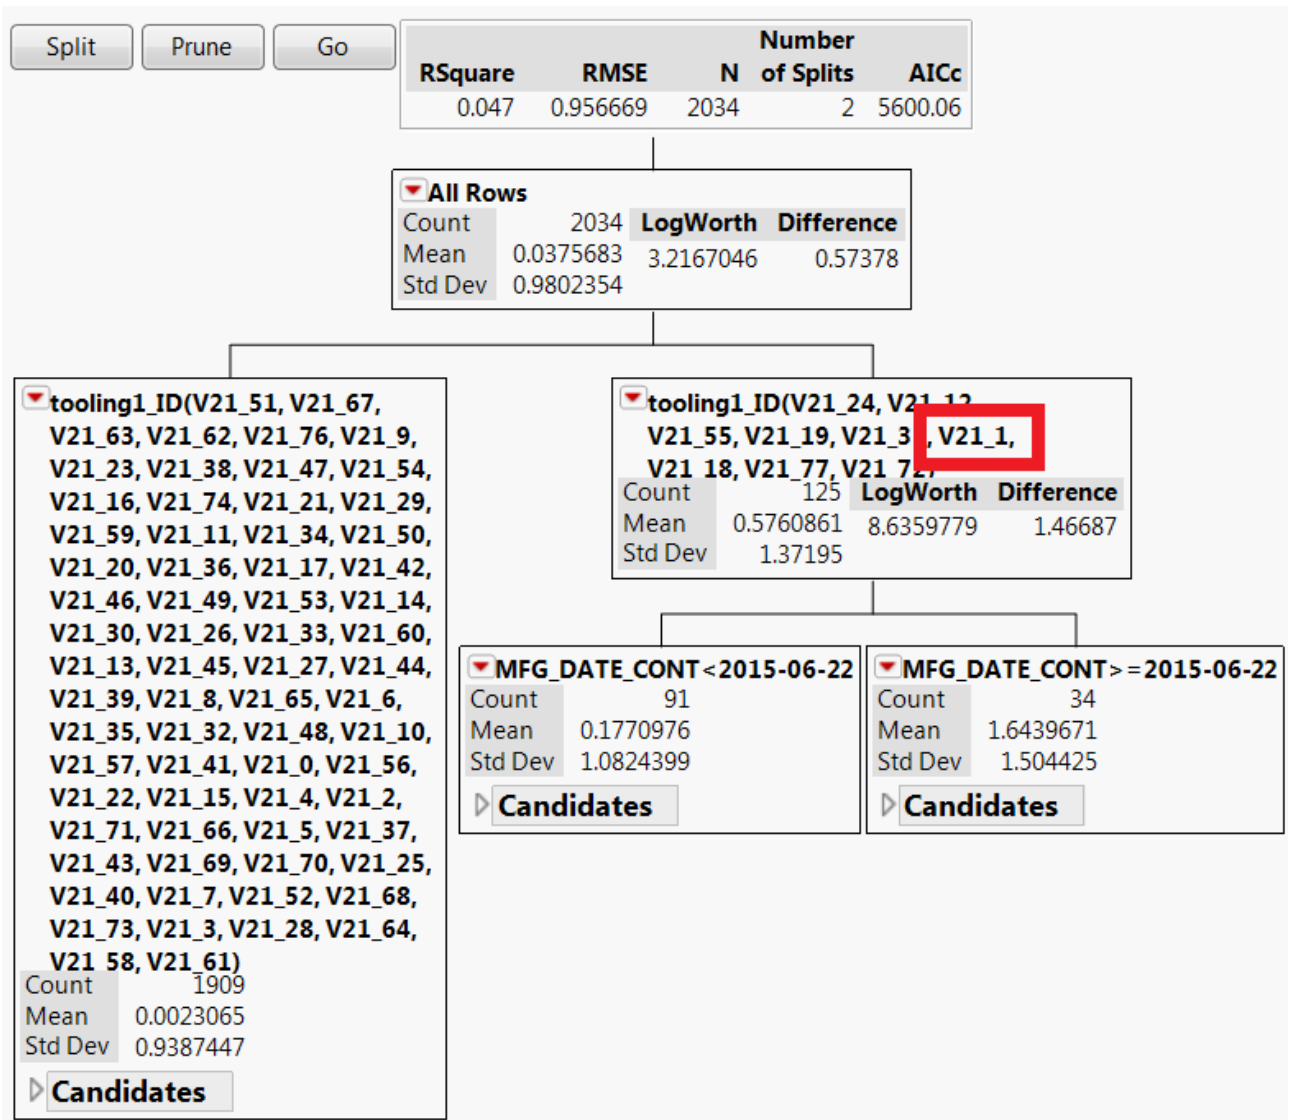 Split Prune Go
Number
RSquare RMSE N of Splits AICc
0.047 0.956669 2034 2 5600.06
All Rows
Count 2034 LogWorth Difference
Mean 0.0375683 3.2167046 0.57378
Std Dev 0.9802354
tooling1_ID(V21_51, V21_67,
V21_63, V21_62, V21_76, V21_9,
V21_23, V21_38, V21_47, V21_54,
V21_16, V21_74, V21_21, V21_29,
V21_59, V21_11, V21_34, V21_50,
V21_20, V21_36, V21_17, V21_42,
V21_46, V21_49, V21_53, V21_14,
V21_30, V21_26, V21_33, V21_60,
V21_13, V21_45, V21_27, V21_44,
V21_39, V21_8, V21_65, V21_6,
V21_35, V21_32, V21_48, V21_10,
V21_57, V21_41, V21_0, V21_56,
V21_22, V21_15, V21_4, V21_2,
V21_71, V21_66, V21_5, V21_37,
V21_43, V21_69, V21_70, V21_25,
V21_40, V21_7, V21_52, V21_68,
V21_73, V21_3, V21_28, V21_64,
V21_58, V21_61)
Count 1909
Mean 0.0023065
Std Dev 0.9387447
Candidates
tooling1_ID(V21_24, V21_12
V21_55, V21_19, V21_1,
V21_18, V21_77, V21_72)
Count 125 LogWorth Difference
Mean 0.5760861 8.6359779 1.46687
Std Dev 1.37195
MFG_DATE_CONT<2015-06-22
Count 91
Mean 0.1770976
Std Dev 1.0824399
Candidates
MFG_DATE_CONT>=2015-06-22
Count 34
Mean 1.6439671
Std Dev 1.504425
Candidates